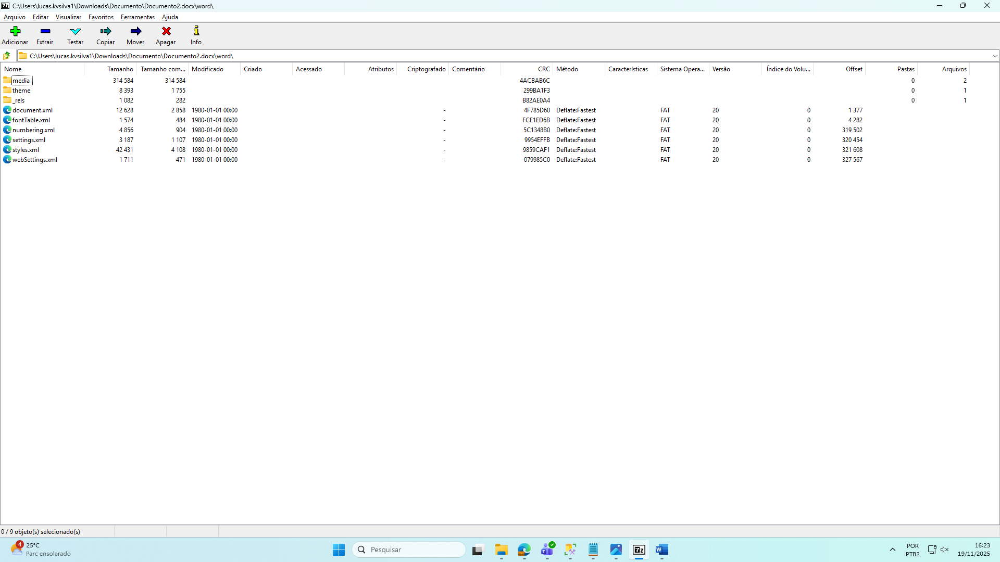 C:\Users\lucas.kvsilva1\Downloads\Documento\Documento2.docx\word\
Arquivo Editar Visualizar Favoritos Ferramentas Ajuda
Adicionar Extrair Testar Copiar Mover Apagar Info
C:\Users\lucas.kvsilva1\Downloads\Documento\Documento2.docx\word\
Nome Tamanho Tamanho com... Modificado Criado Acessado Atributos Criptografado Comentário CRC Método Características Sistema Opera... Versão Índice do Volu... Offset Pastas Arquivos
media 314 584 314 584 4ACBAB6C 0 2
theme 8 393 1 755 299BA1F3 0 1
_rels 1 082 282 B82AE0A4 0 1
document.xml 12 628 2 858 1980-01-01 00:00 - 4F785D60 Deflate:Fastest FAT 20 0 1 377
fontTable.xml 1 574 484 1980-01-01 00:00 - FCE1ED6B Deflate:Fastest FAT 20 0 4 282
numbering.xml 4 856 904 1980-01-01 00:00 - 5C1348B0 Deflate:Fastest FAT 20 0 319 502
settings.xml 3 187 1 107 1980-01-01 00:00 - 9954EFFB Deflate:Fastest FAT 20 0 320 454
styles.xml 42 431 4 108 1980-01-01 00:00 - 9859CAF1 Deflate:Fastest FAT 20 0 321 608
webSettings.xml 1 711 471 1980-01-01 00:00 - 079985C0 Deflate:Fastest FAT 20 0 327 567
0 / 9 objeto(s) selecionado(s)
4 25°C
Parc ensolarado
Pesquisar
POR
PTB2
16:23
19/11/2025